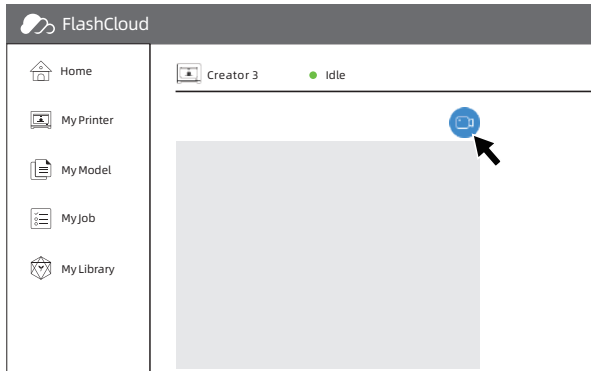 FlashCloud
Home
My Printer
My Model
My Job
My Library
Creator 3
Idle